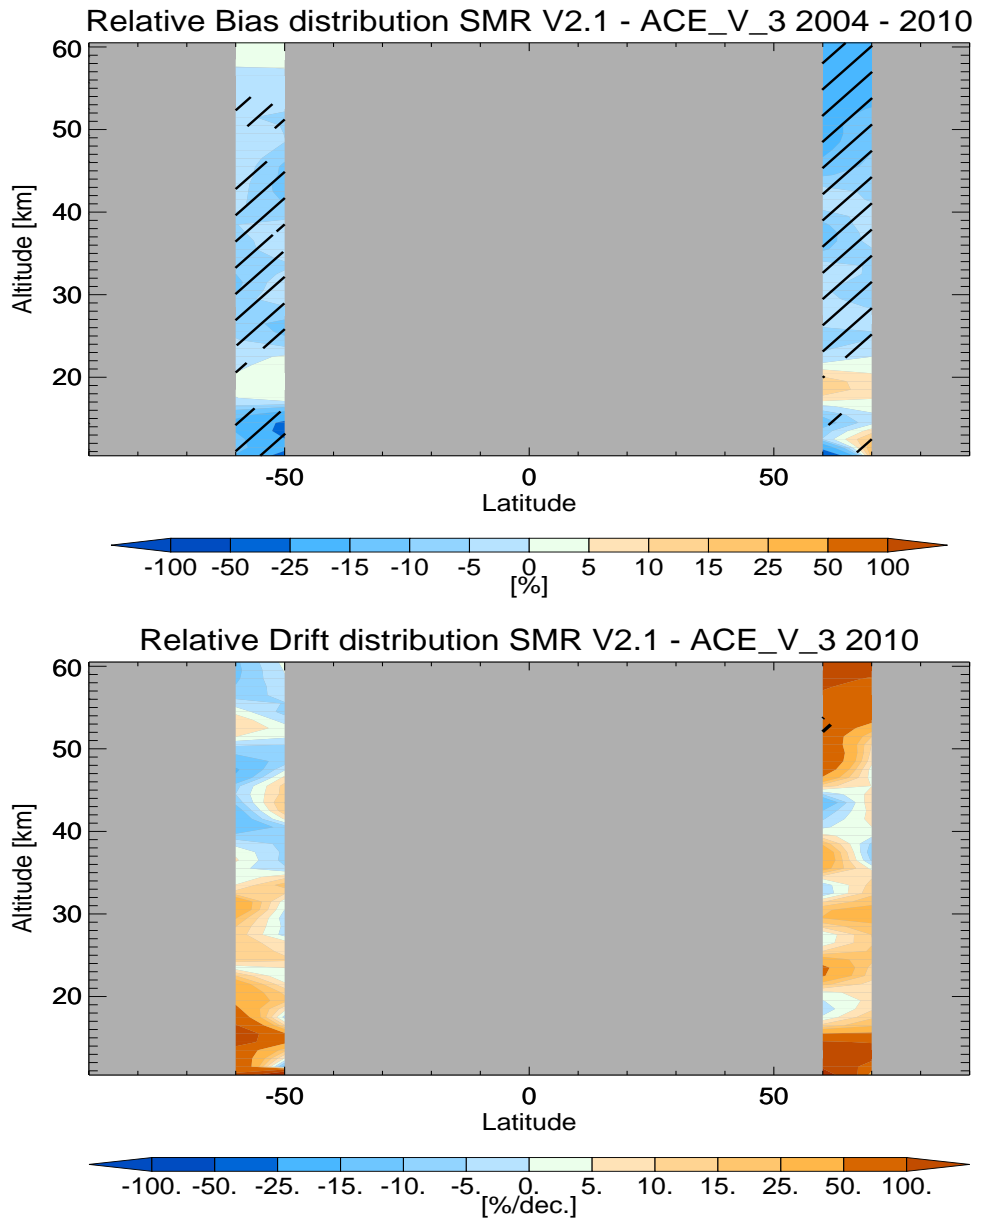 Relative Bias distribution SMR V2.1 - ACE_V_3 2004 - 2010
60
50
40
30
20
Altitude [km]
-50 0 50
Latitude
-100 -50 -25 -15 -10 -5 0 5 10 15 25 50 100
[%]
Relative Drift distribution SMR V2.1 - ACE_V_3 2010
60
50
40
30
20
Altitude [km]
-50 0 50
Latitude
-100. -50. -25. -15. -10. -5. 0. 5. 10. 15. 25. 50. 100.
[%/dec.]